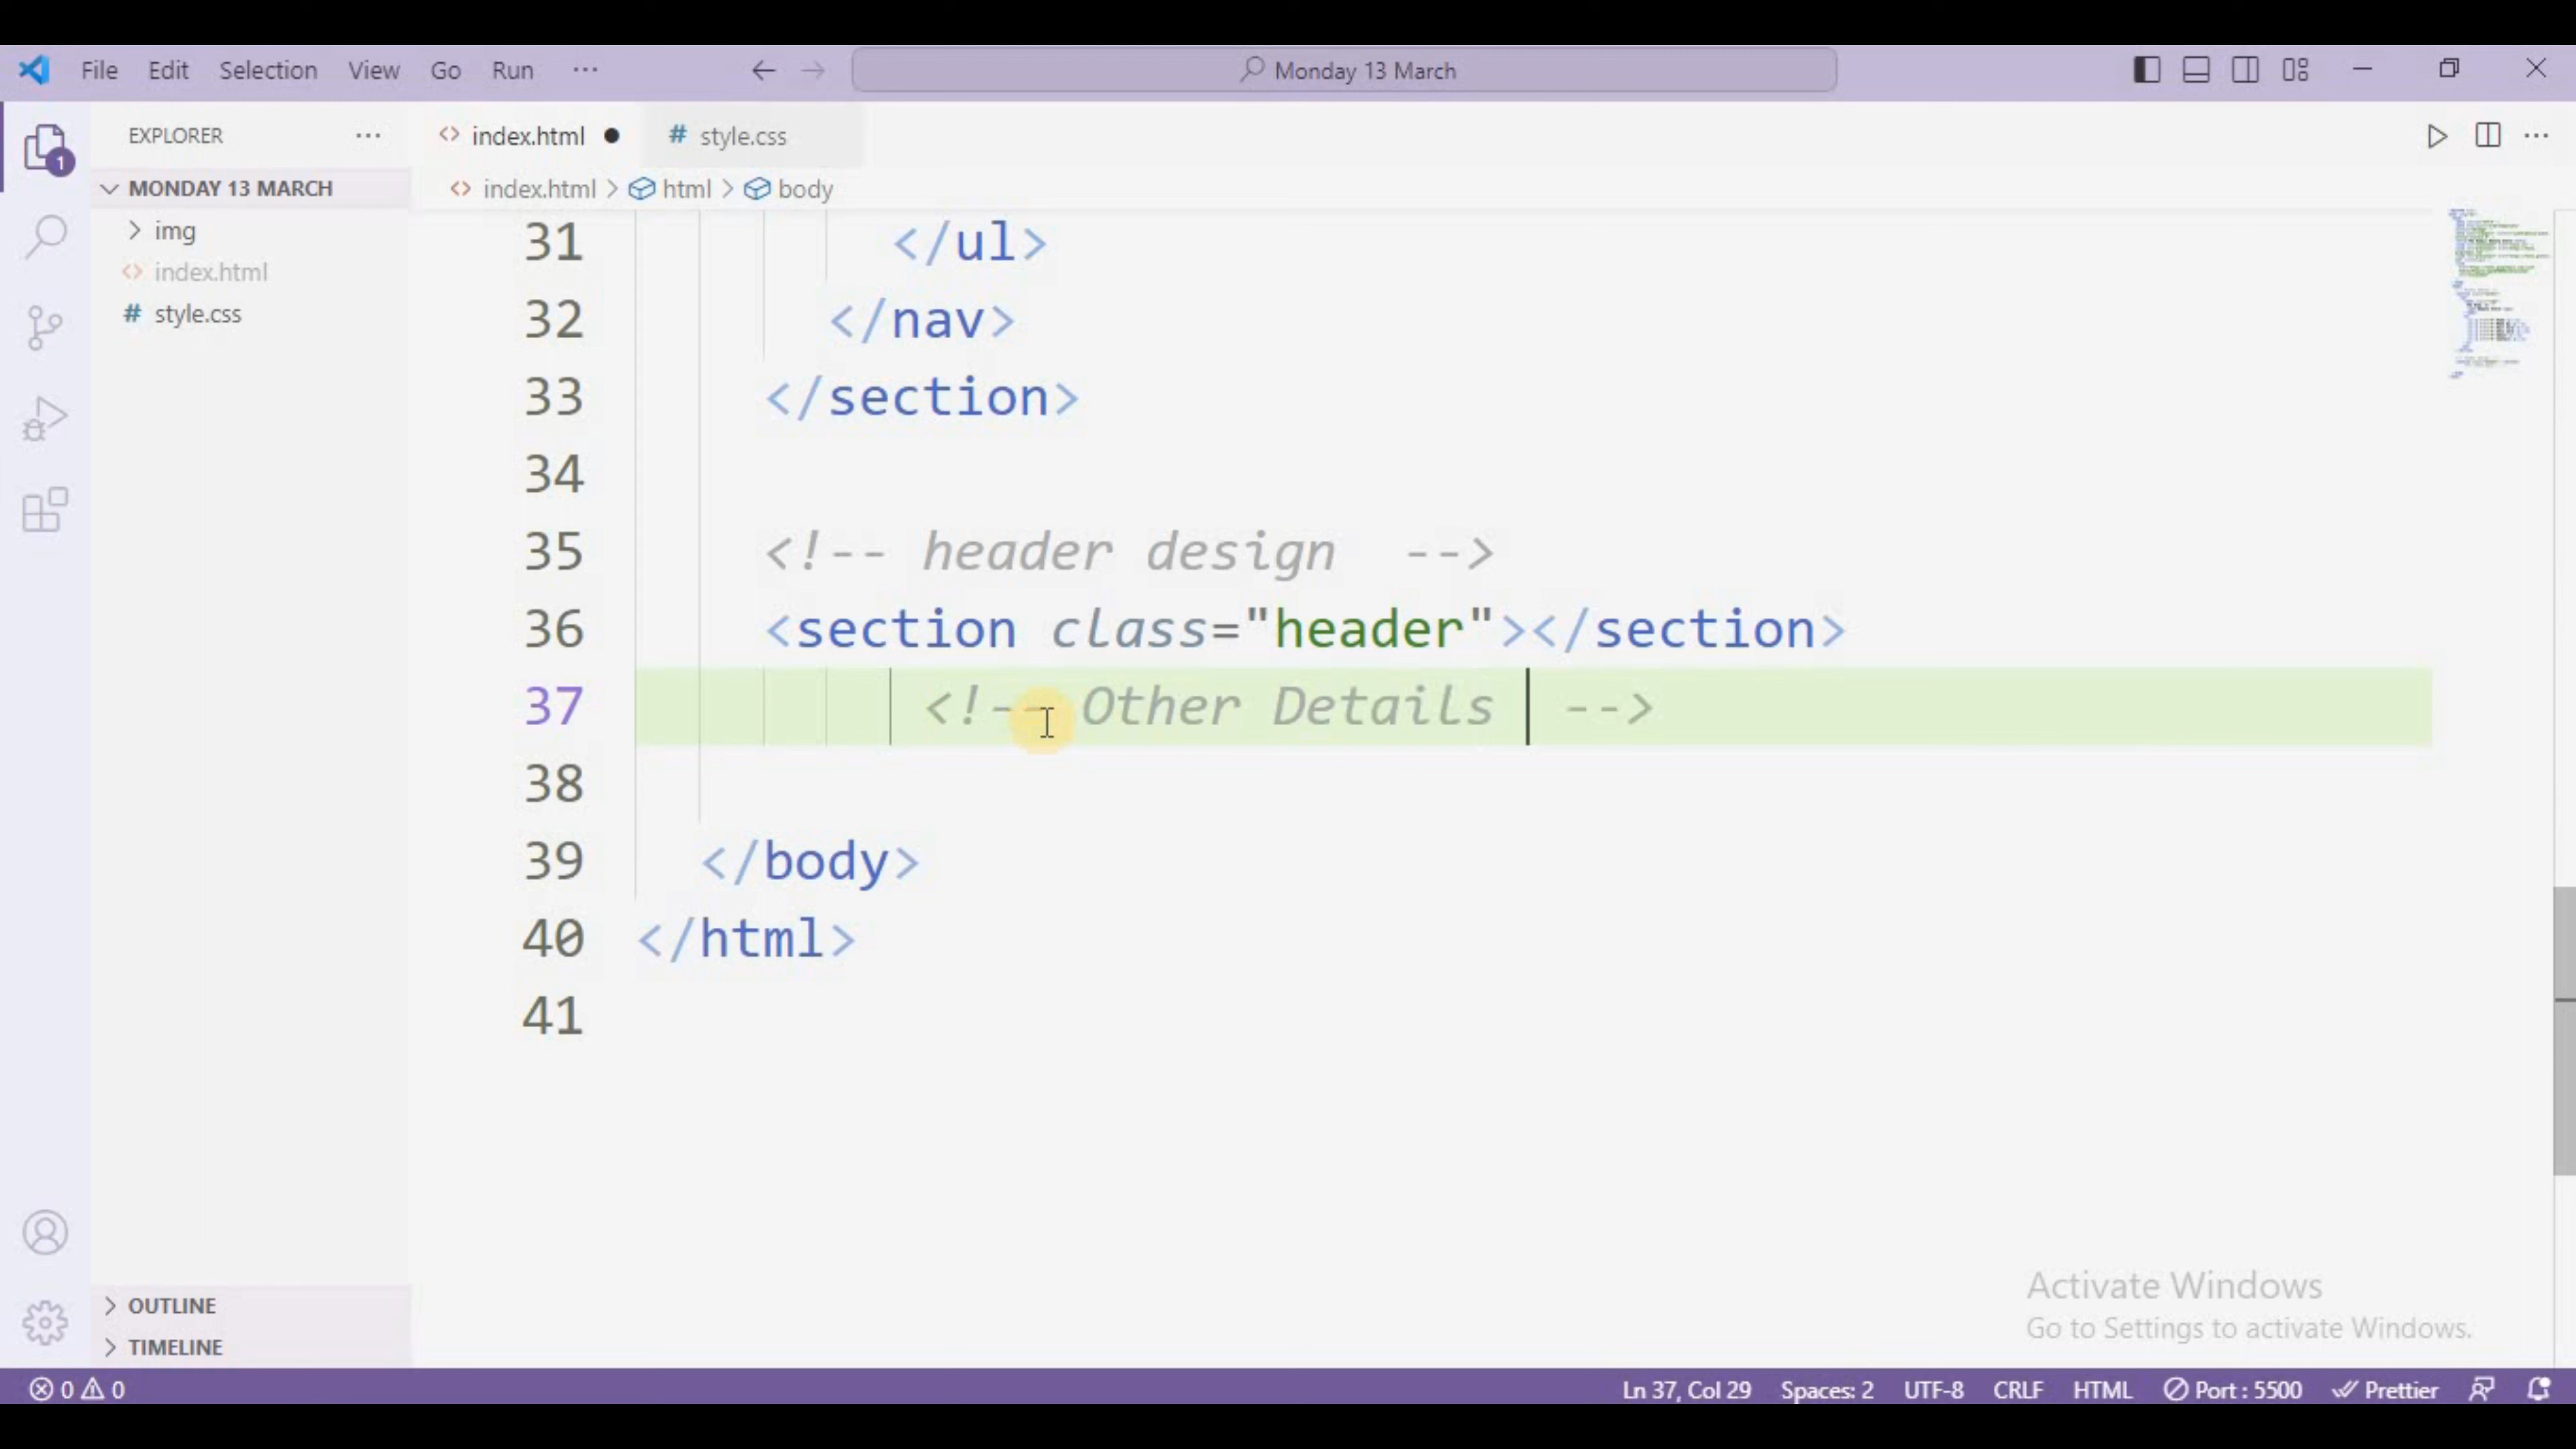 File Edit Selection View Go Run ··· Monday 13 March
EXPLORER ···
index.html
# style.css
MONDAY 13 MARCH
index.html > html > body
img
index.html
# style.css
1
31 </ul>
32 </nav>
33 </section>
34
35 <!-- header design  -->
36 <section class="header"></section>
37 <!-- Other Details  -->
38
39 </body>
40 </html>
41
Activate Windows
Go to Settings to activate Windows.
OUTLINE
TIMELINE
0 0 Ln 37, Col 29 Spaces: 2 UTF-8 CRLF HTML Port : 5500 Prettier